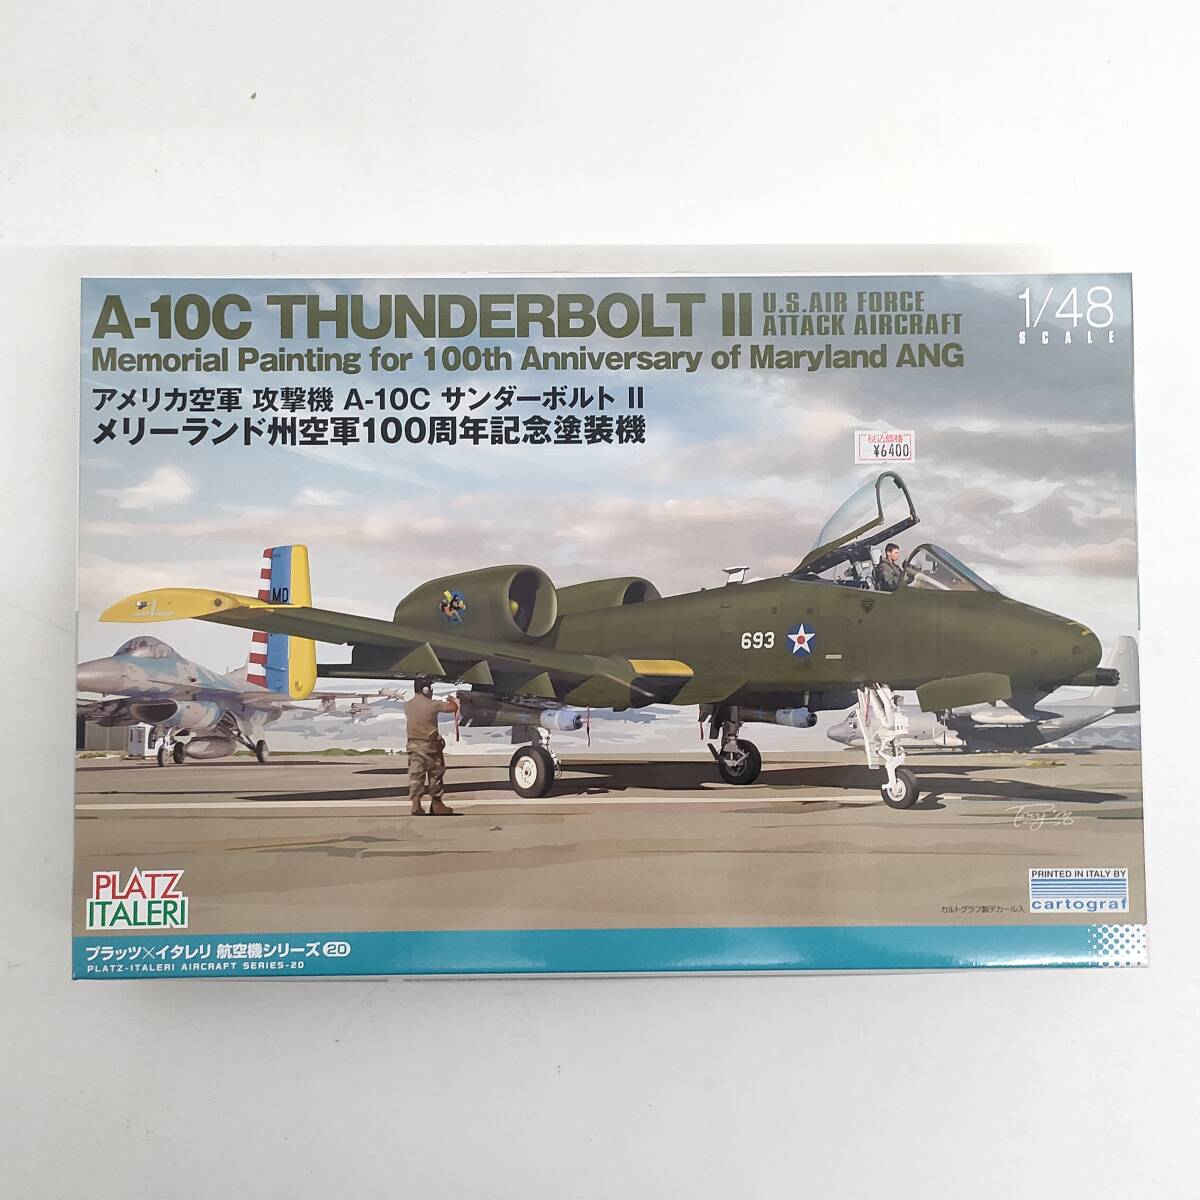 A-10C THUNDERBOLT II
U.S.AIR FORCE
ATTACK AIRCRAFT
1/48
SCALE
Memorial Painting for 100th Anniversary of Maryland ANG
アメリカ空軍 攻撃機 A-10C サンダーボルト II
メリーランド州空軍100周年記念塗装機
税込価格
¥6400
MD
693
PLATZ
ITALERI
PRINTED IN ITALY BY
cartograf
カルトグラフ製デカール入
プラッツ×イタレリ 航空機シリーズ20
PLATZ-ITALERI AIRCRAFT SERIES-20